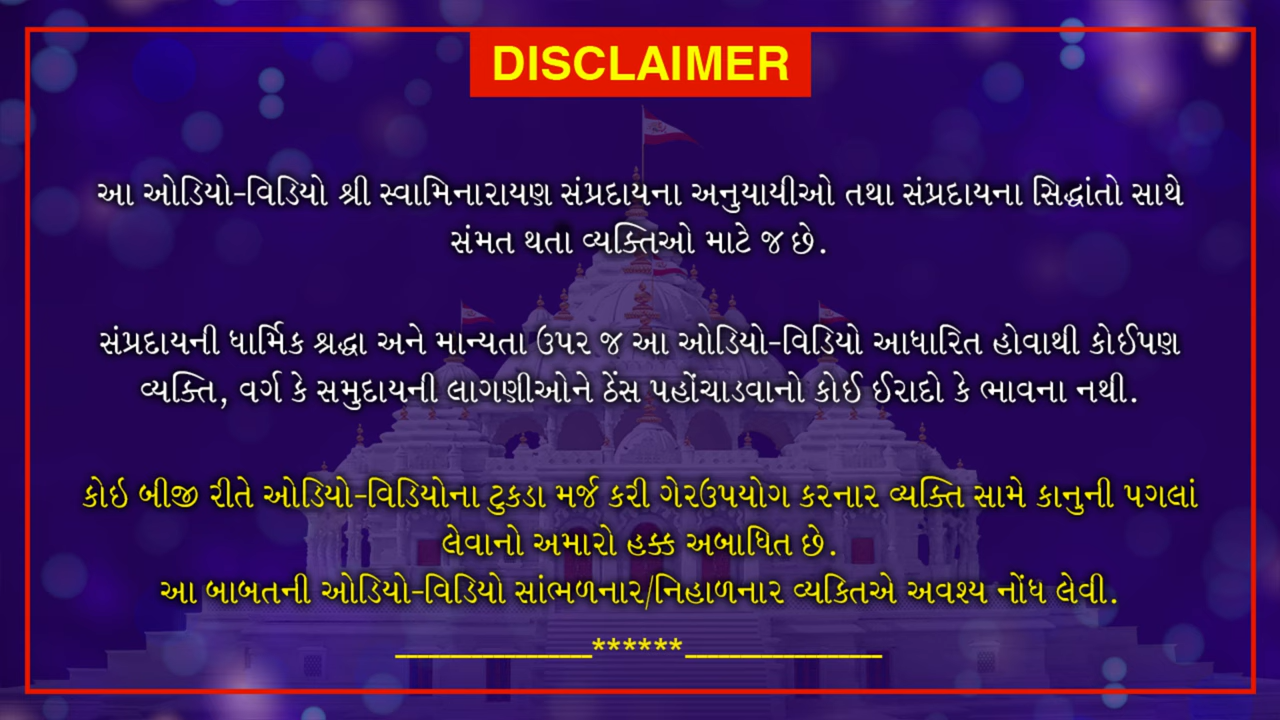 DISCLAIMER
આ ઓડિયો-વિડિયો શ્રી સ્વામિનારાયણ સંપ્રદાયના અનુયાયીઓ તથા સંપ્રદાયના સિદ્ધાંતો સાથે
સંમત થતા વ્યક્તિઓ માટે જ છે.
સંપ્રદાયની ધાર્મિક શ્રદ્ધા અને માન્યતા ઉપર જ આ ઓડિયો-વિડિયો આધારિત હોવાથી કોઈપણ
વ્યક્તિ, વર્ગ કે સમુદાયની લાગણીઓને ઠેંસ પહોંચાડવાનો કોઈ ઈરાદો કે ભાવના નથી.
કોઇ બીજી રીતે ઓડિયો-વિડિયોના ટુકડા મર્જ કરી ગેરઉપયોગ કરનાર વ્યક્તિ સામે કાનુની પગલાં
લેવાનો અમારો હક્ક અબાધિત છે.
આ બાબતની ઓડિયો-વિડિયો સાંભળનાર/નિહાળનાર વ્યકિતએ અવશ્ય નોંધ લેવી.
______________******______________